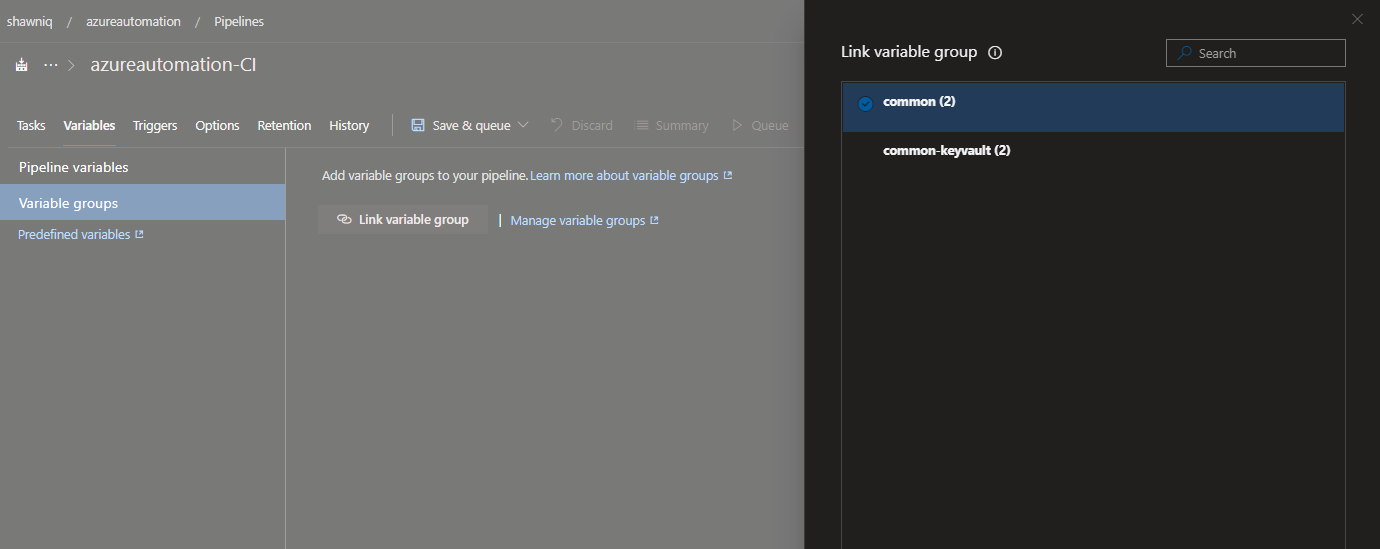 shawniq / azureautomation / Pipelines
... > azureautomation-CI
Tasks Variables Triggers Options Retention History | Save & queue Discard Summary Queue
Pipeline variables
Variable groups
Predefined variables
Add variable groups to your pipeline. Learn more about variable groups
Link variable group | Manage variable groups
Link variable group
Search
common (2)
common-keyvault (2)